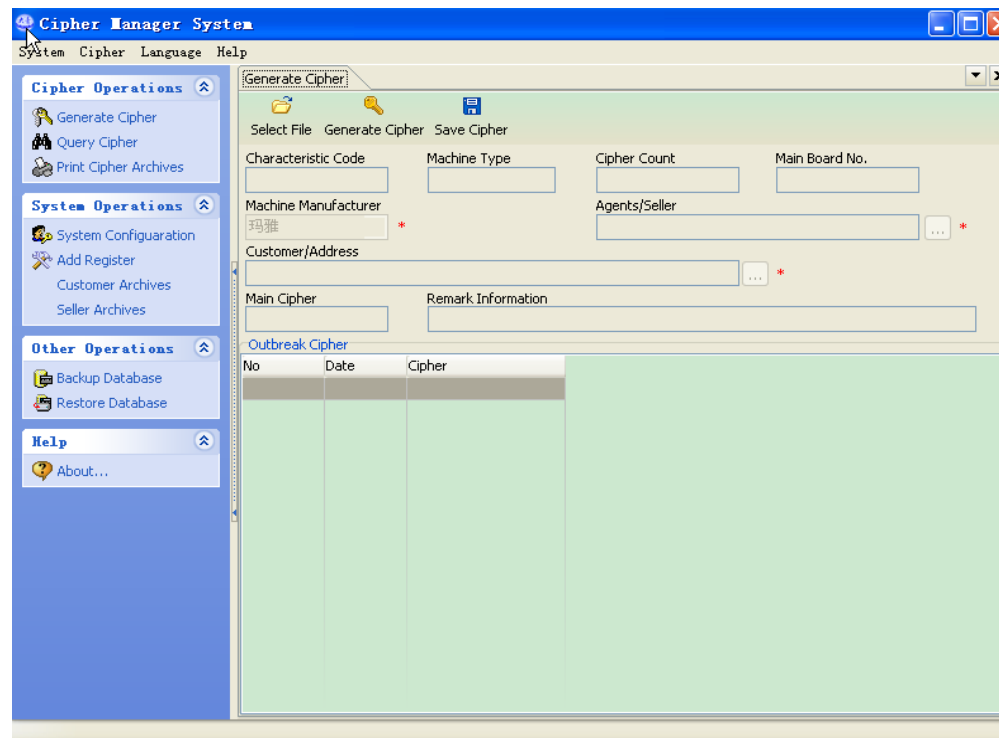 Cipher Manager System
System Cipher Language Help
Cipher Operations
Generate Cipher
Query Cipher
Print Cipher Archives
System Operations
System Configuaration
Add Register
Customer Archives
Seller Archives
Other Operations
Backup Database
Restore Database
Help
About...
Generate Cipher
Select File Generate Cipher Save Cipher
Characteristic Code Machine Type Cipher Count Main Board No.
Machine Manufacturer Agents/Seller
玛雅 * ... *
Customer/Address
... *
Main Cipher Remark Information
Outbreak Cipher
No Date Cipher